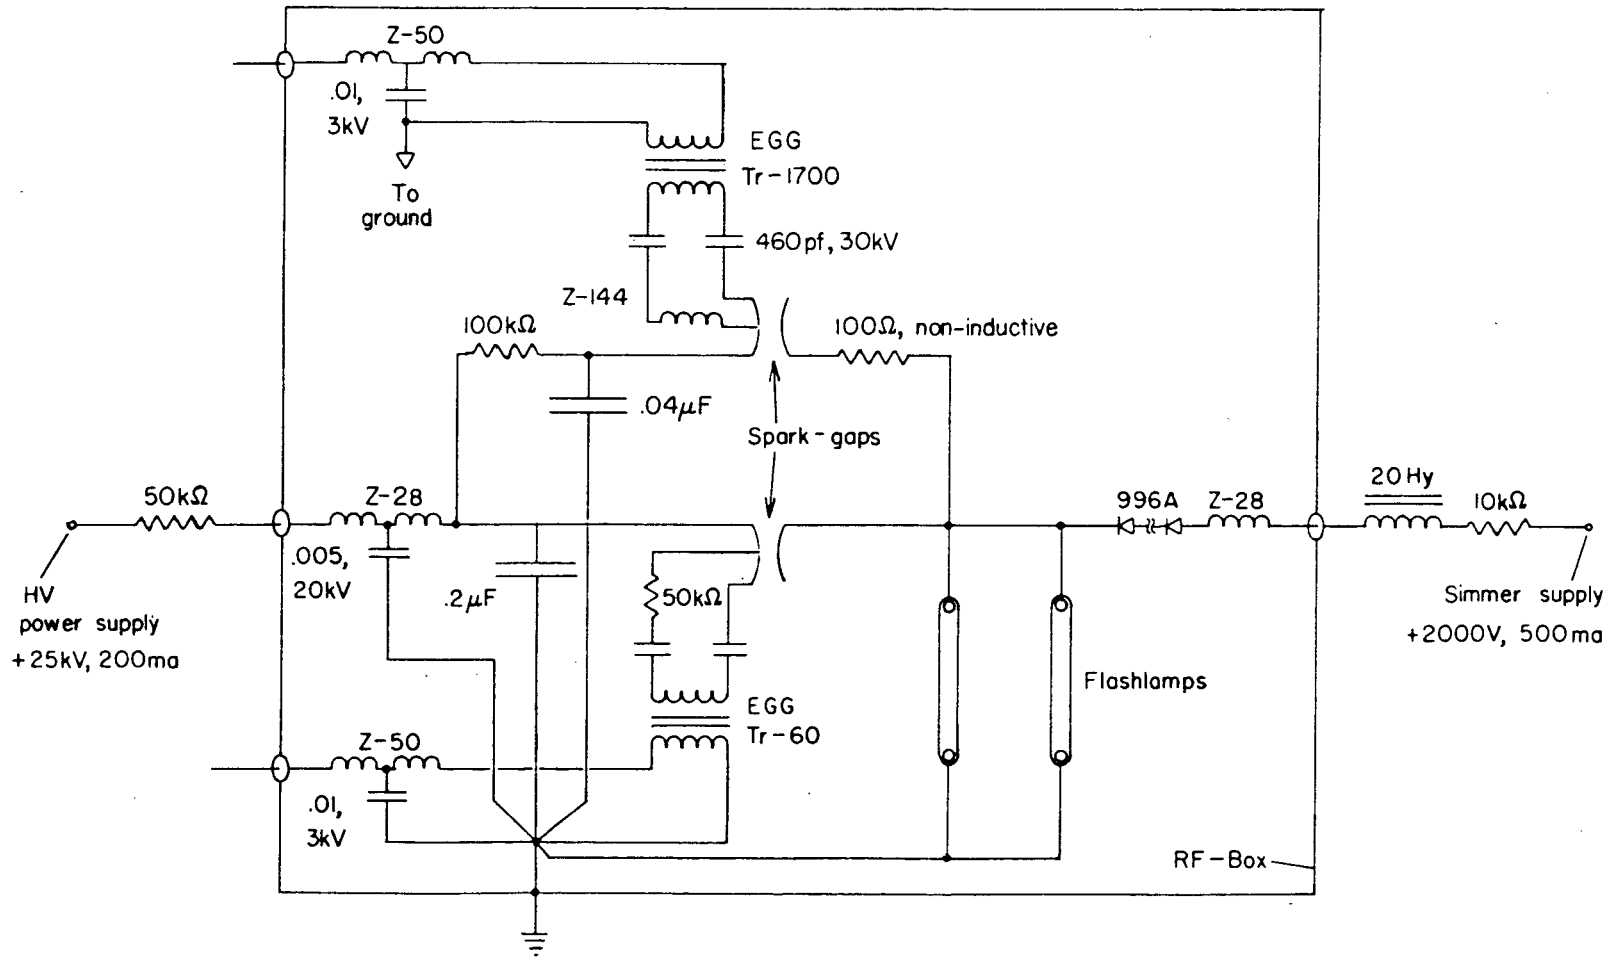 Z-50
.01,
3kV
To
ground
EGG
Tr-1700
460pf, 30kV
Z-144
100kΩ
100Ω, non-inductive
.04μF
Spark-gaps
50kΩ
Z-28
996A
Z-28
20Hy
10kΩ
.005,
20kV
HV
power supply
+25kV, 200ma
.2μF
50kΩ
Simmer supply
+2000V, 500ma
Flashlamps
EGG
Tr-60
Z-50
.01,
3kV
RF-Box